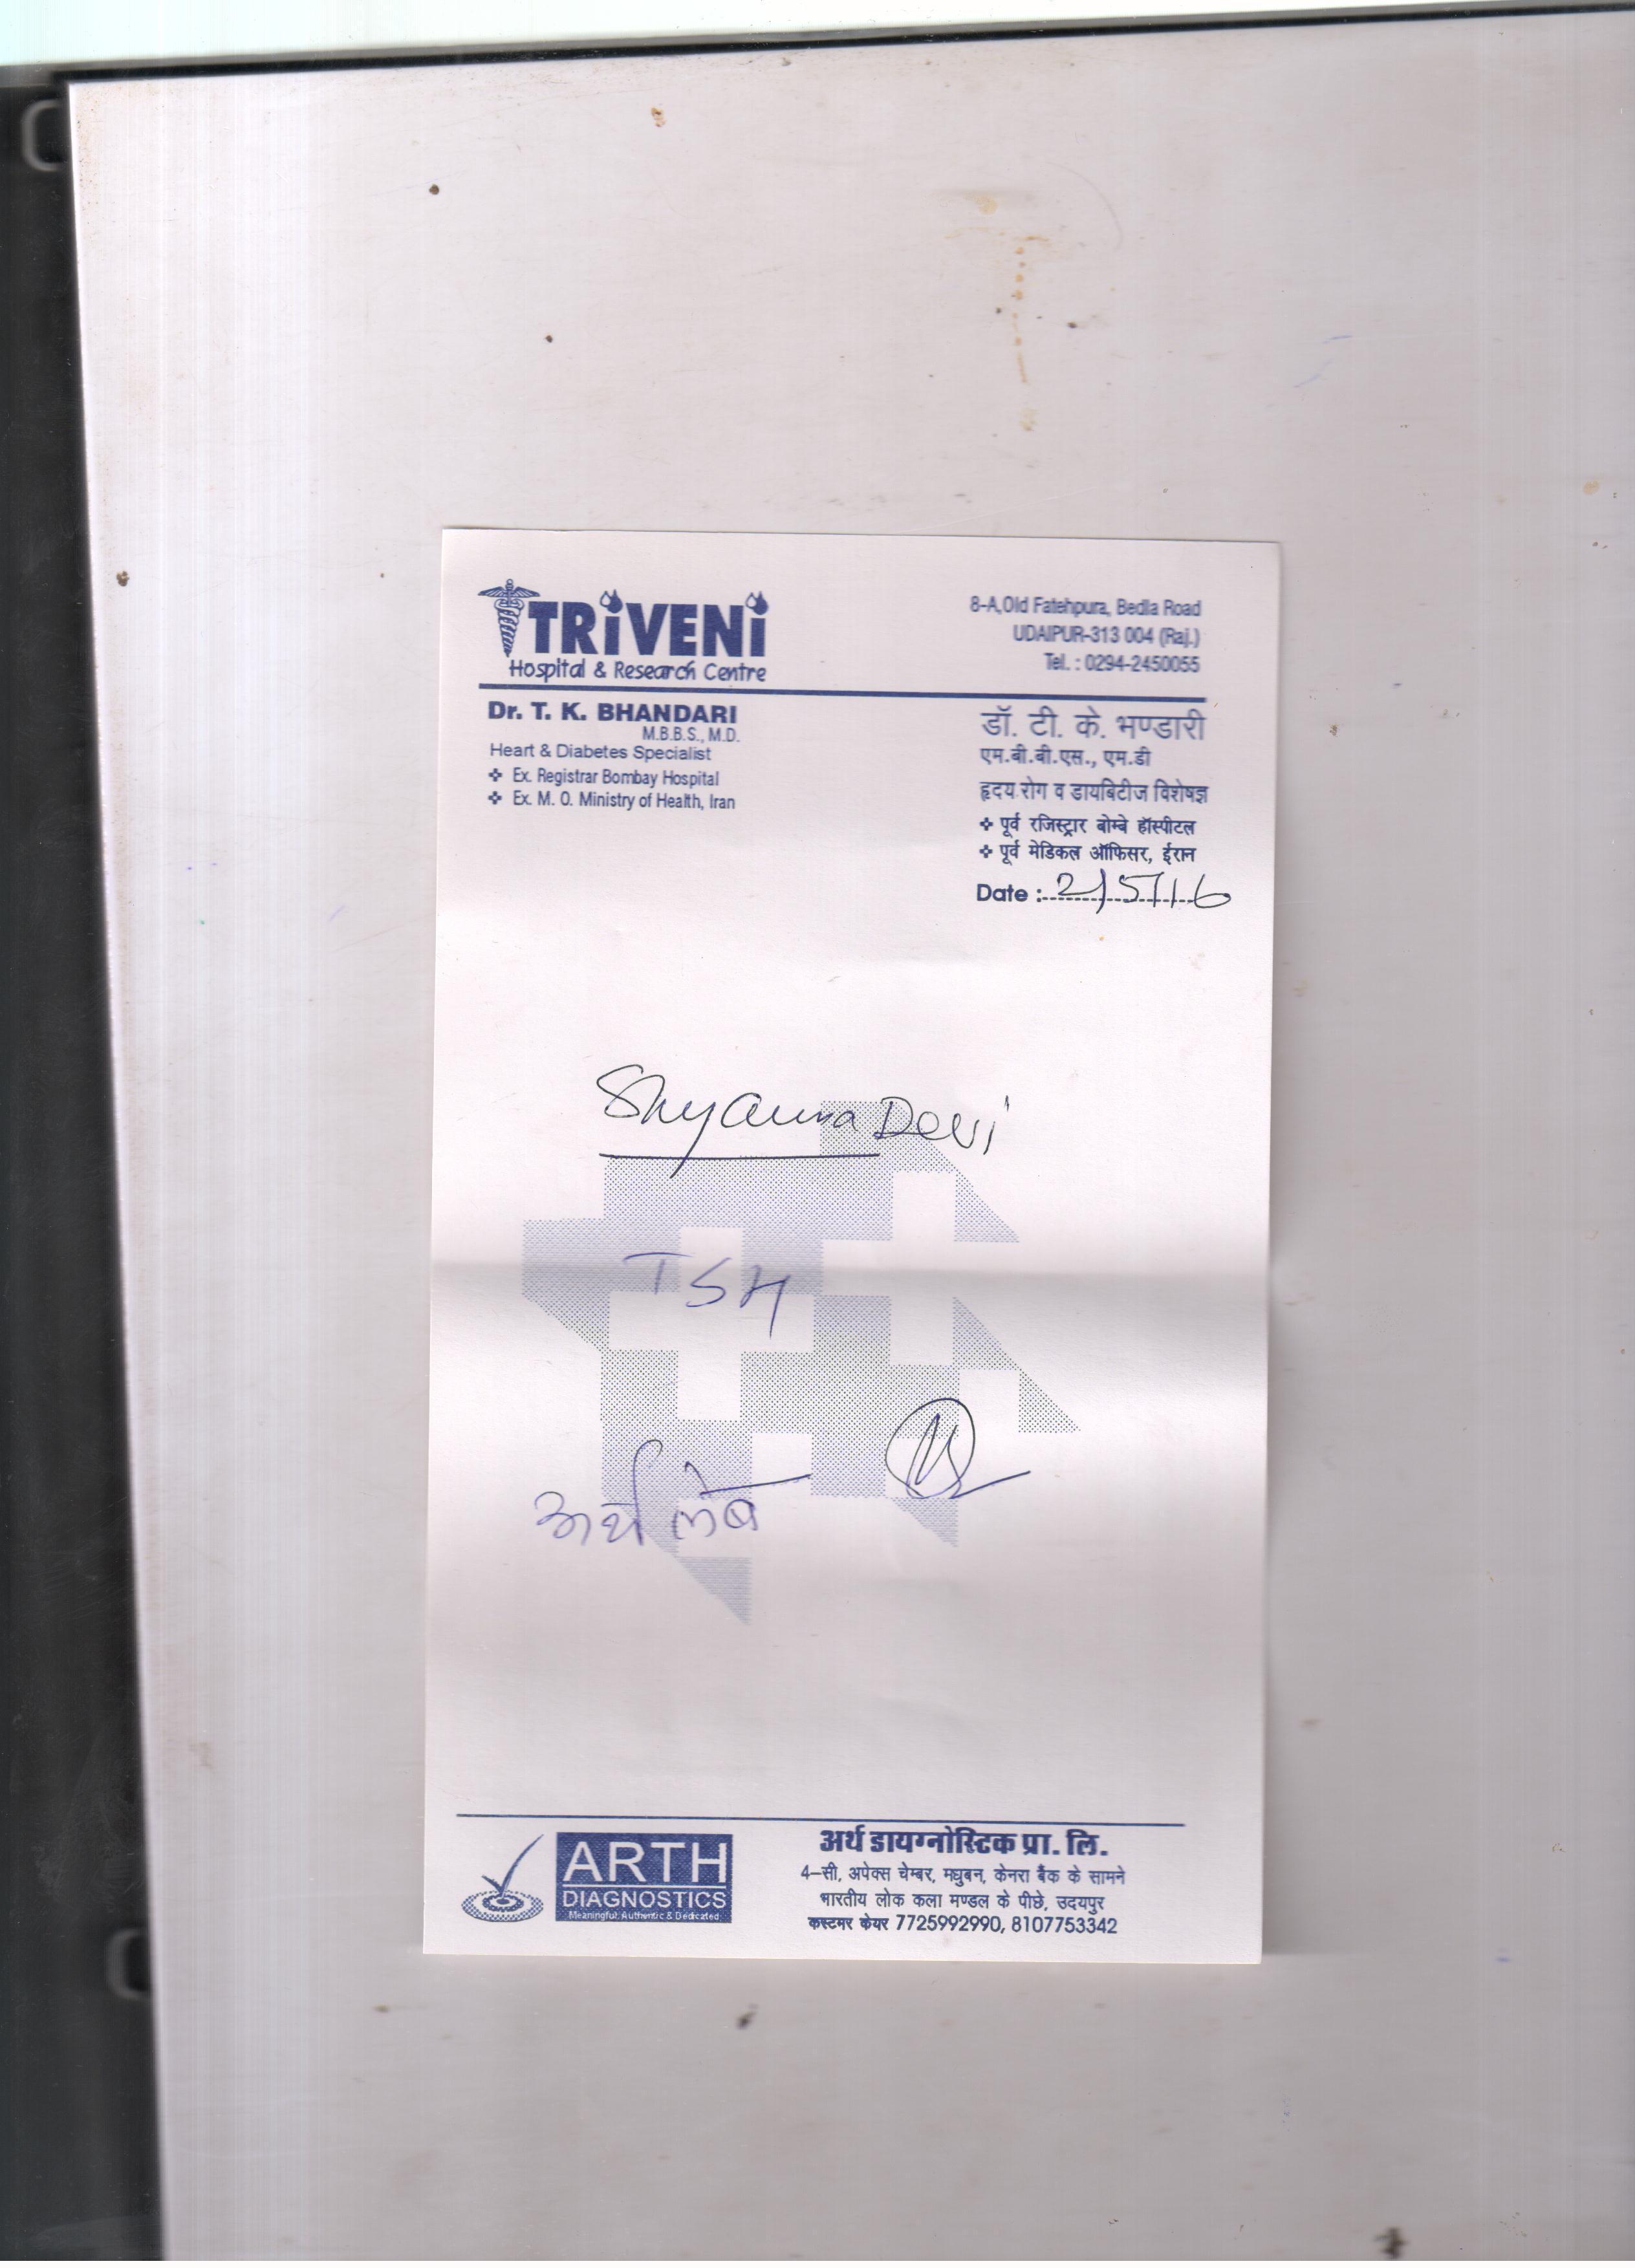 TRiVENi
Hospital & Research Centre
8-A,Old Fatehpura, Bedla Road
UDAIPUR-313 004 (Raj.)
Tel. : 0294-2450055
Dr. T. K. BHANDARI
M.B.B.S., M.D.
Heart & Diabetes Specialist
❖ Ex. Registrar Bombay Hospital
❖ Ex. M. O. Ministry of Health, Iran
डॉ. टी. के. भण्डारी
एम.बी.बी.एस., एम.डी
हृदय रोग व डायबिटीज विशेषज्ञ
❖ पूर्व रजिस्ट्रार बोम्बे हॉस्पीटल
❖ पूर्व मेडिकल ऑफिसर, ईरान
Date : 2/5/16
Shyama Devi
TSH
अर्थ लेब
ARTH
DIAGNOSTICS
Meaningful, Authentic & Dedicated
अर्थ डायग्नोस्टिक प्रा. लि.
4-सी, अपेक्स चेम्बर, मधुबन, केनरा बैंक के सामने
भारतीय लोक कला मण्डल के पीछे, उदयपुर
कस्टमर केयर 7725992990, 8107753342